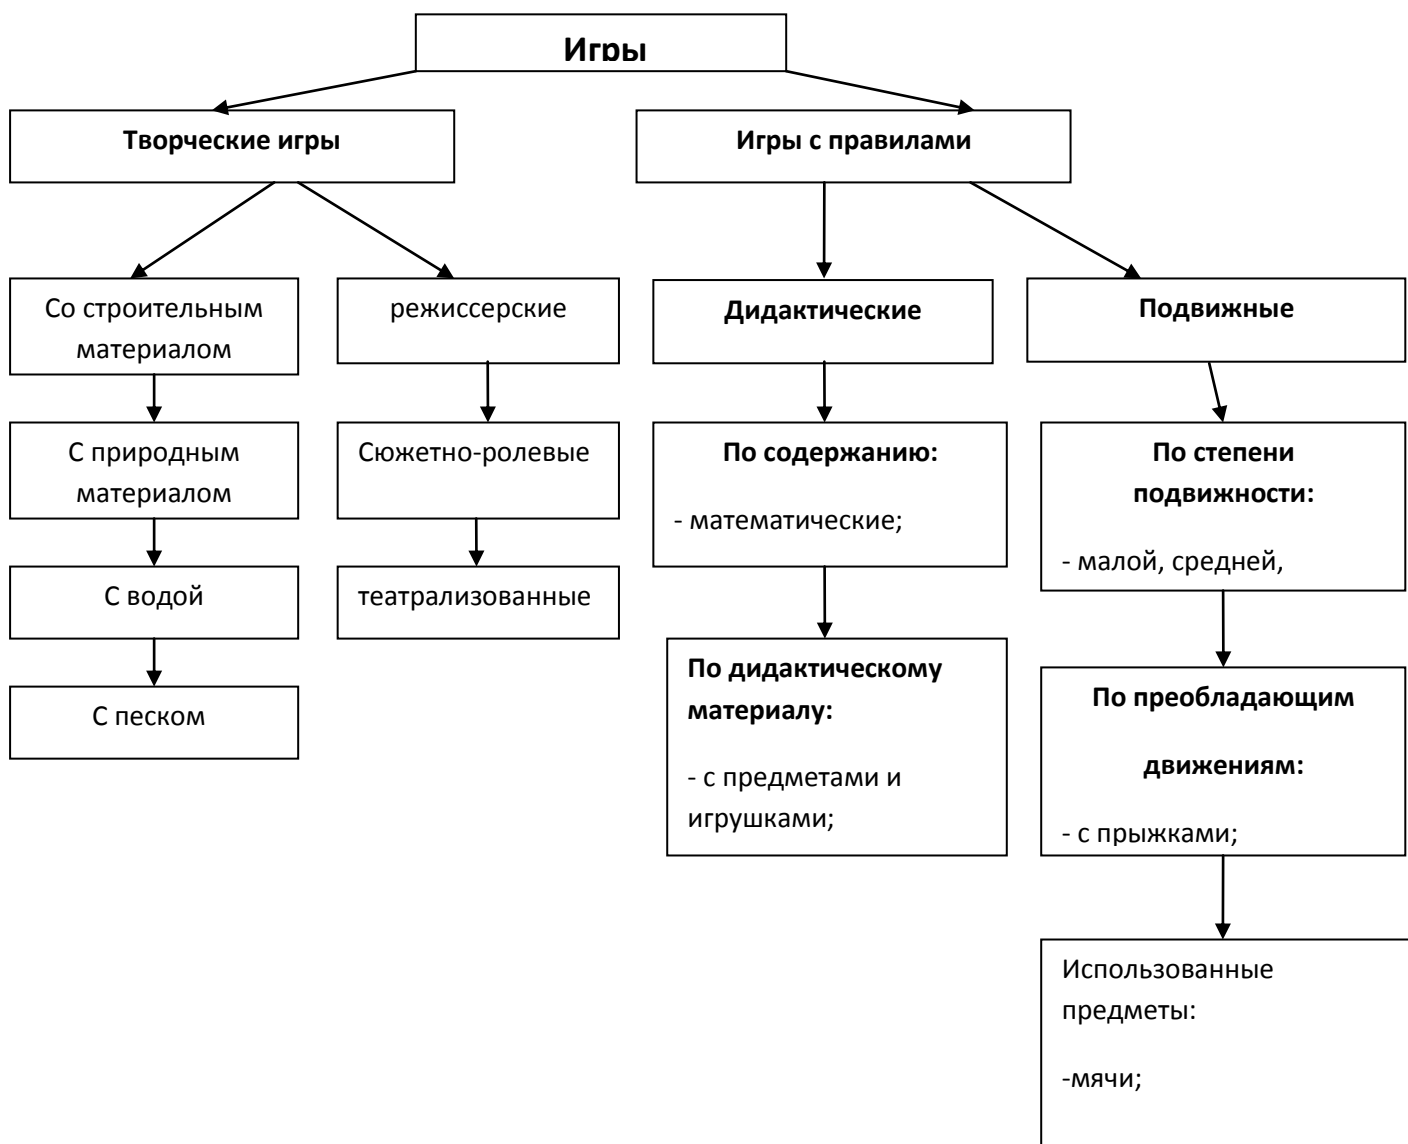 Игры
Творческие игры
Игры с правилами
Со строительным
материалом
режиссерские
Дидактические
Подвижные
С природным
материалом
Сюжетно-ролевые
По содержанию:
- математические;
По степени
подвижности:
- малой, средней,
С водой
театрализованные
С песком
По дидактическому
материалу:
- с предметами и
игрушками;
По преобладающим
движениям:
- с прыжками;
Использованные
предметы:
-мячи;